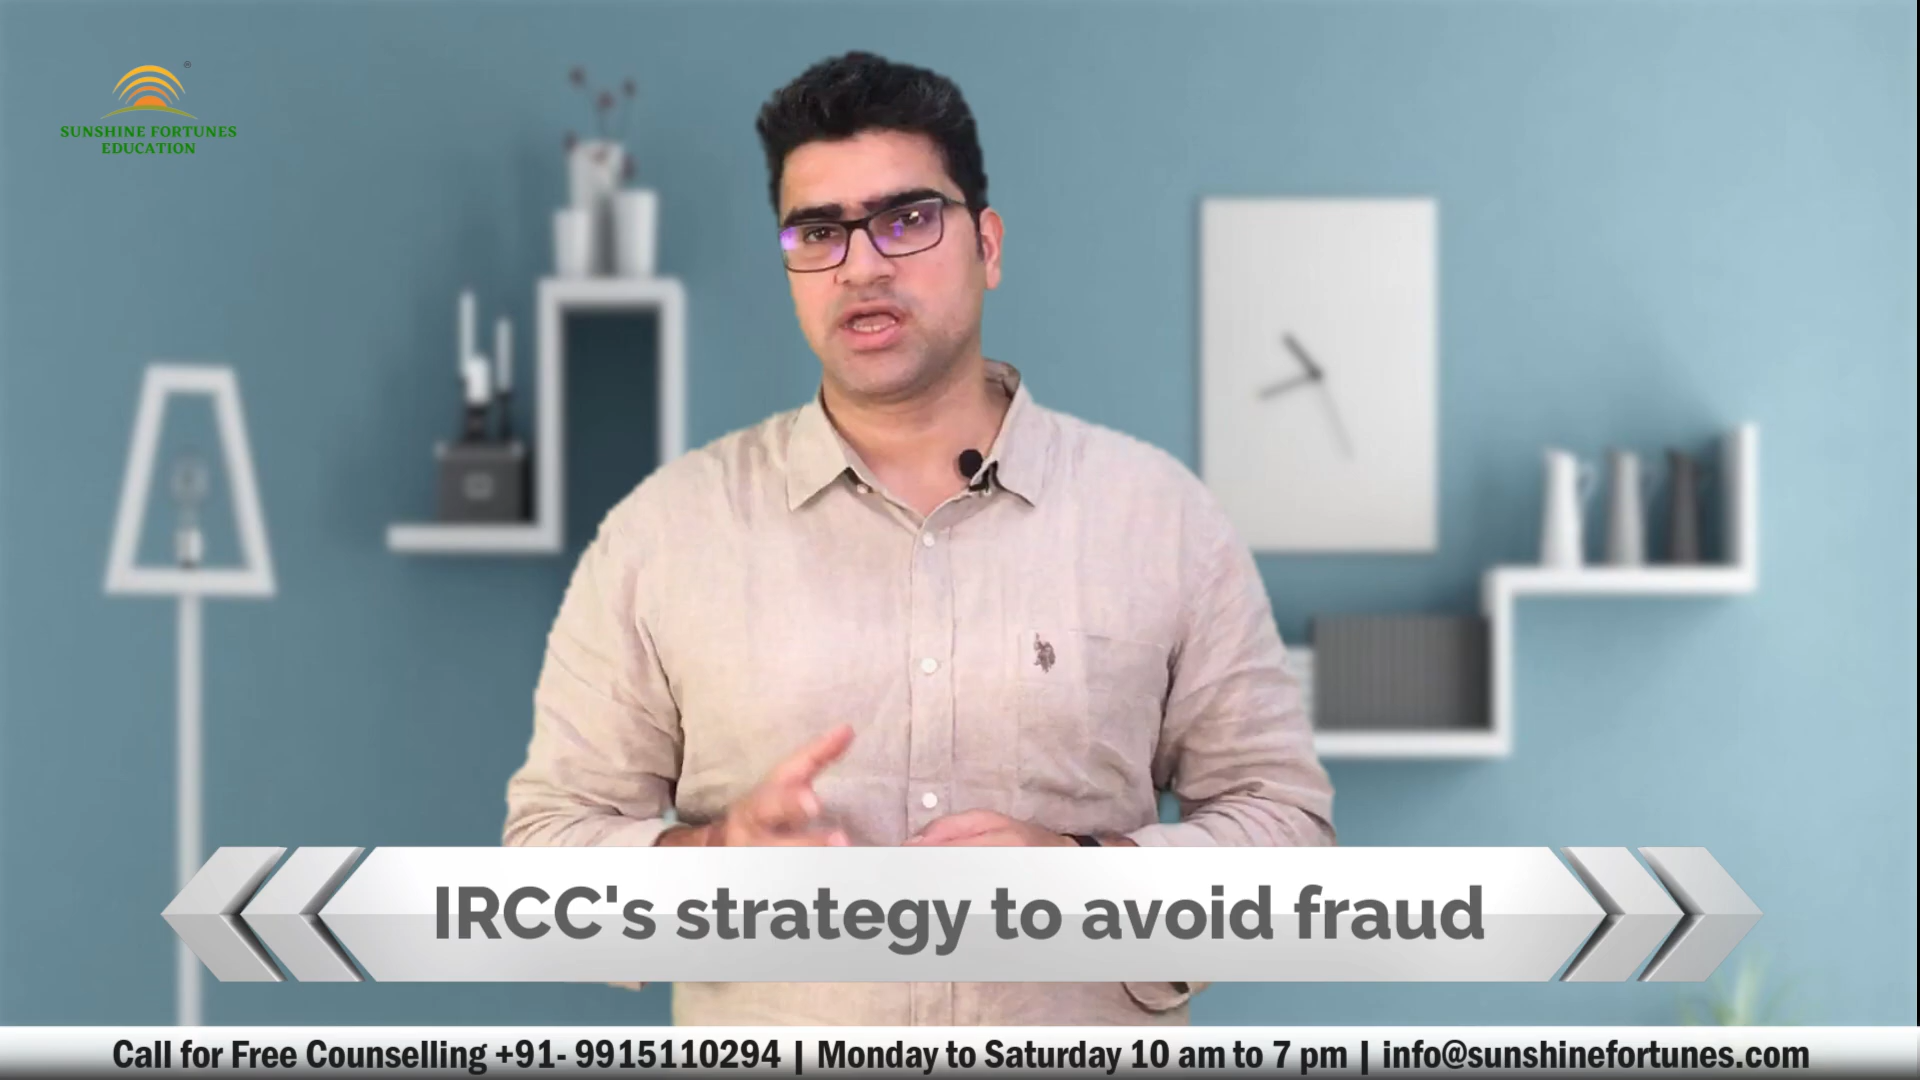 ®
SUNSHINE FORTUNES
EDUCATION
IRCC's strategy to avoid fraud
Call for Free Counselling +91- 9915110294 | Monday to Saturday 10 am to 7 pm | info@sunshinefortunes.com